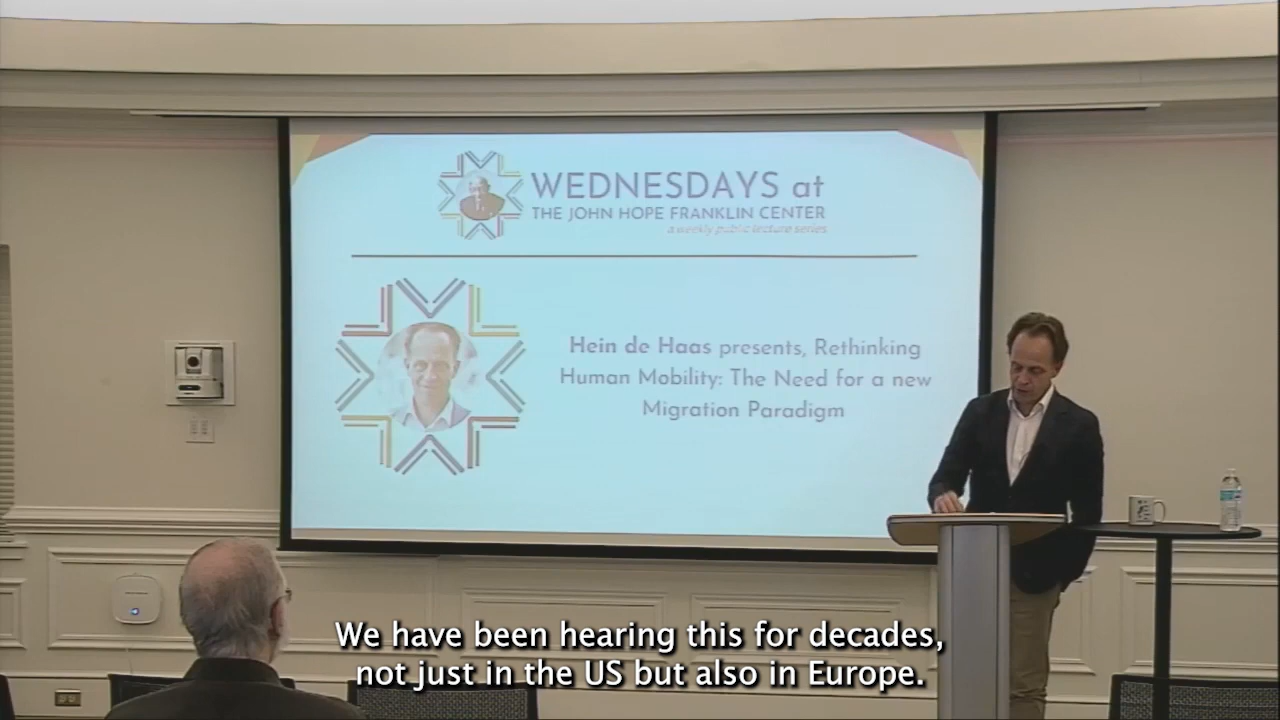 WEDNESDAYS at
THE JOHN HOPE FRANKLIN CENTER
a weekly public lecture series
Hein de Haas presents, Rethinking
Human Mobility: The Need for a new
Migration Paradigm
We have been hearing this for decades,
not just in the US but also in Europe.